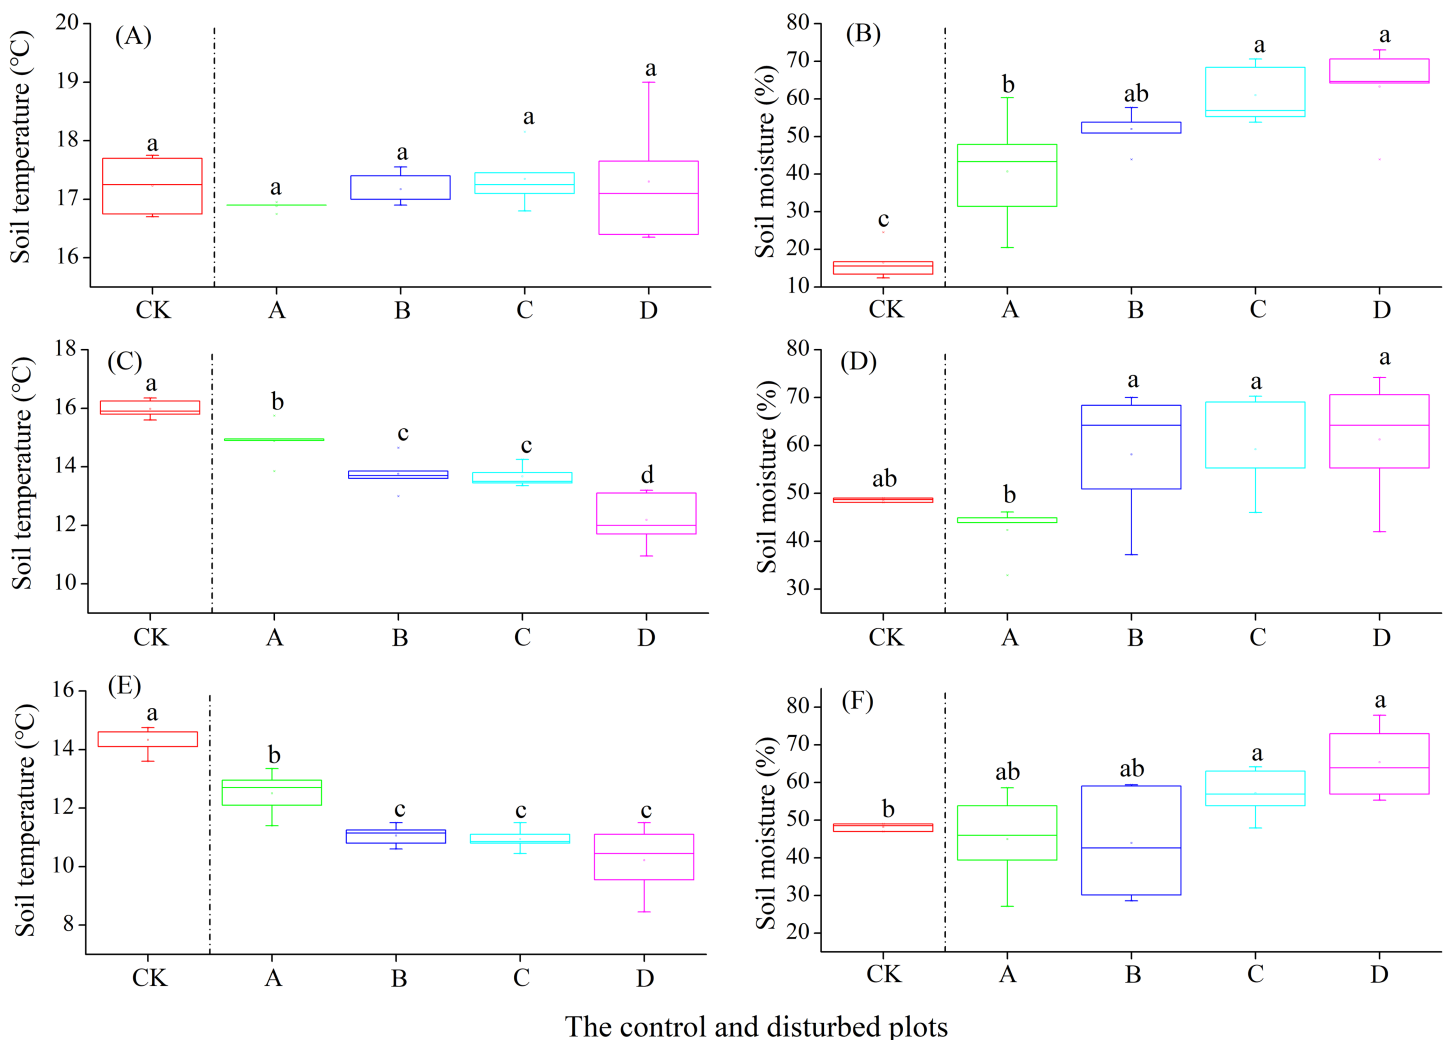 (A)
Soil temperature (°C)
20
19
18
17
16
a
a
a
a
a
CK
A
B
C
D
(B)
Soil moisture (%)
80
70
60
50
40
30
20
10
c
b
ab
a
a
CK
A
B
C
D
(C)
Soil temperature (°C)
18
16
14
12
10
a
b
c
c
d
CK
A
B
C
D
(D)
Soil moisture (%)
80
70
60
50
40
30
ab
b
a
a
a
CK
A
B
C
D
(E)
Soil temperature (°C)
16
14
12
10
8
a
b
c
c
c
CK
A
B
C
D
(F)
Soil moisture (%)
80
70
60
50
40
30
20
b
ab
ab
a
a
CK
A
B
C
D
The control and disturbed plots